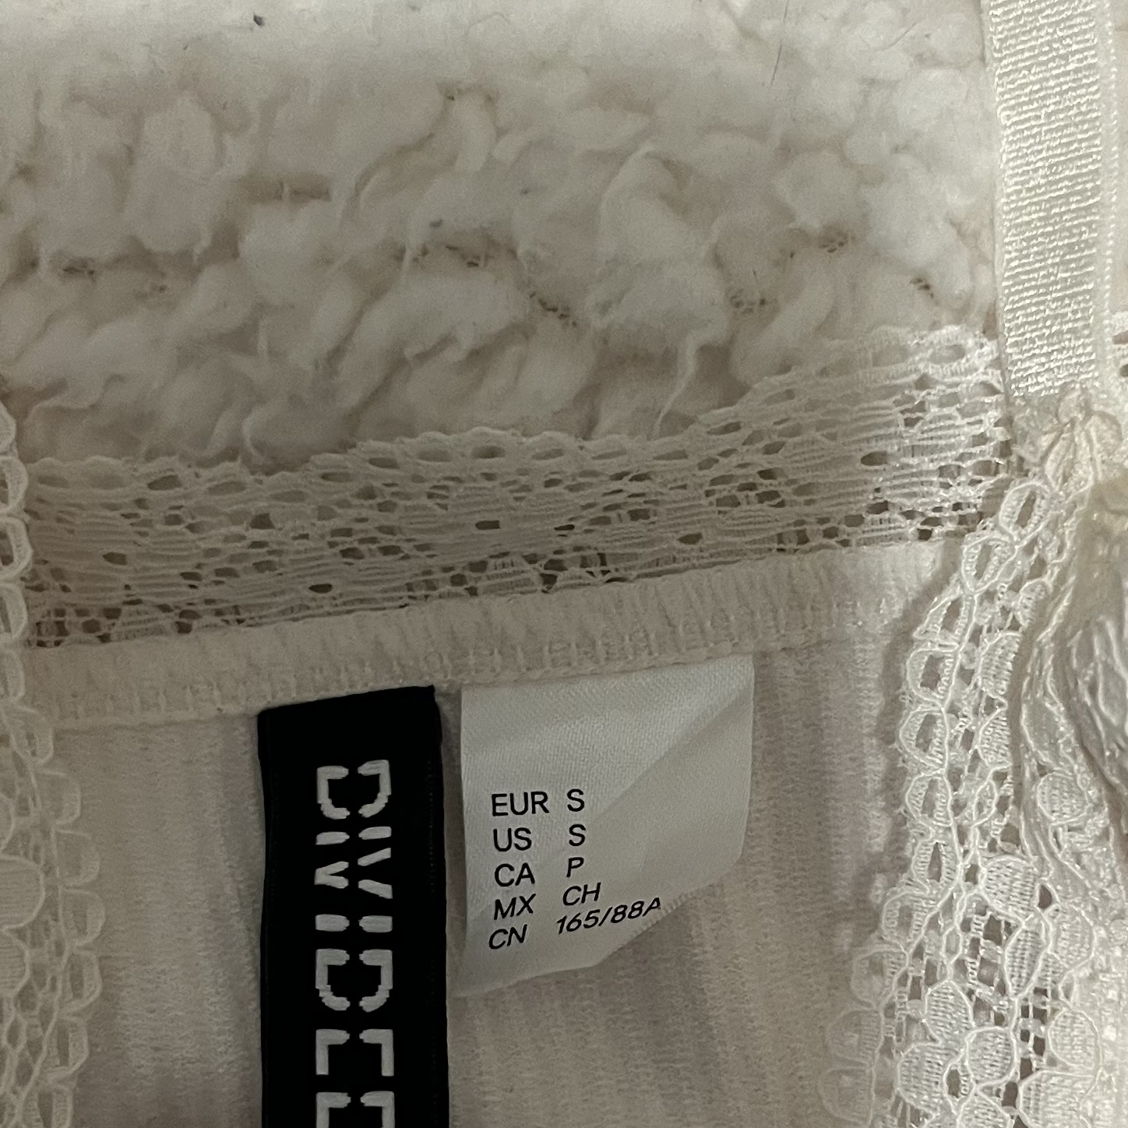 DIVIDED
EUR S
US S
CA P
MX CH
CN 165/88A